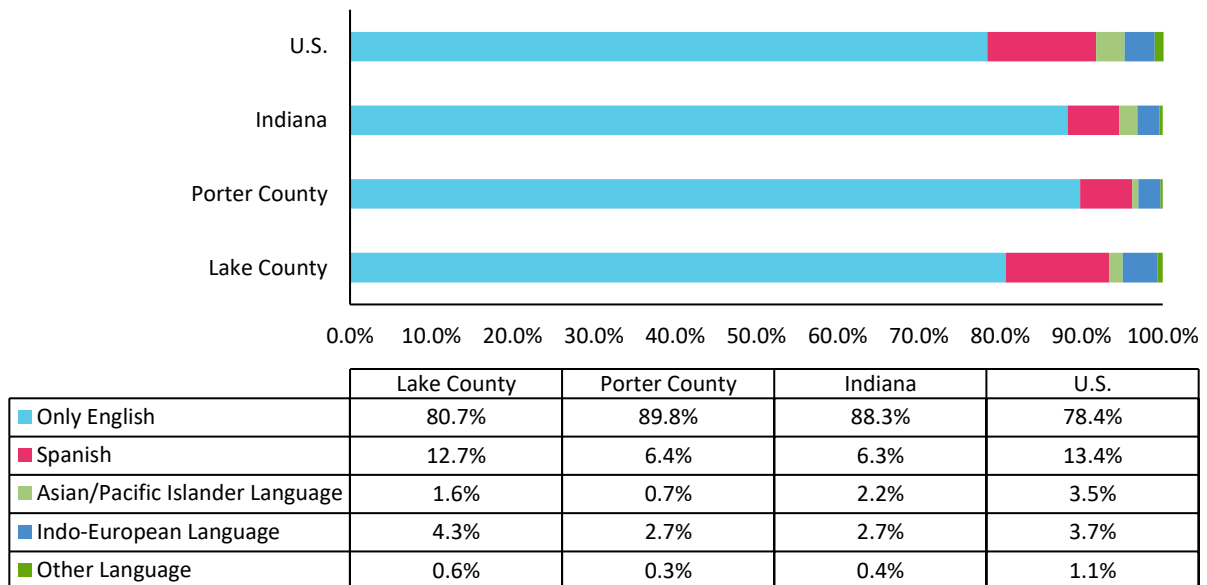 U.S.
Indiana
Porter County
Lake County
0.0% 10.0% 20.0% 30.0% 40.0% 50.0% 60.0% 70.0% 80.0% 90.0% 100.0%
Lake County Porter County Indiana U.S.
Only English 80.7% 89.8% 88.3% 78.4%
Spanish 12.7% 6.4% 6.3% 13.4%
Asian/Pacific Islander Language 1.6% 0.7% 2.2% 3.5%
Indo-European Language 4.3% 2.7% 2.7% 3.7%
Other Language 0.6% 0.3% 0.4% 1.1%